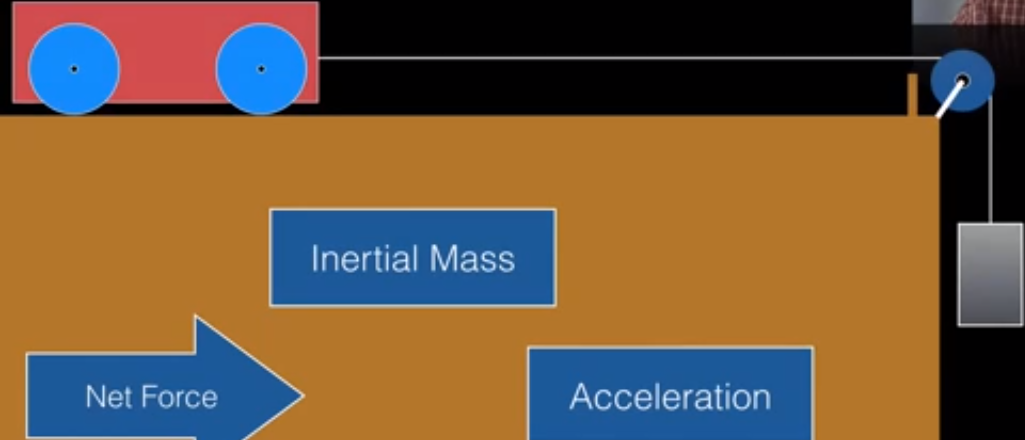 Inertial Mass
Net Force
Acceleration